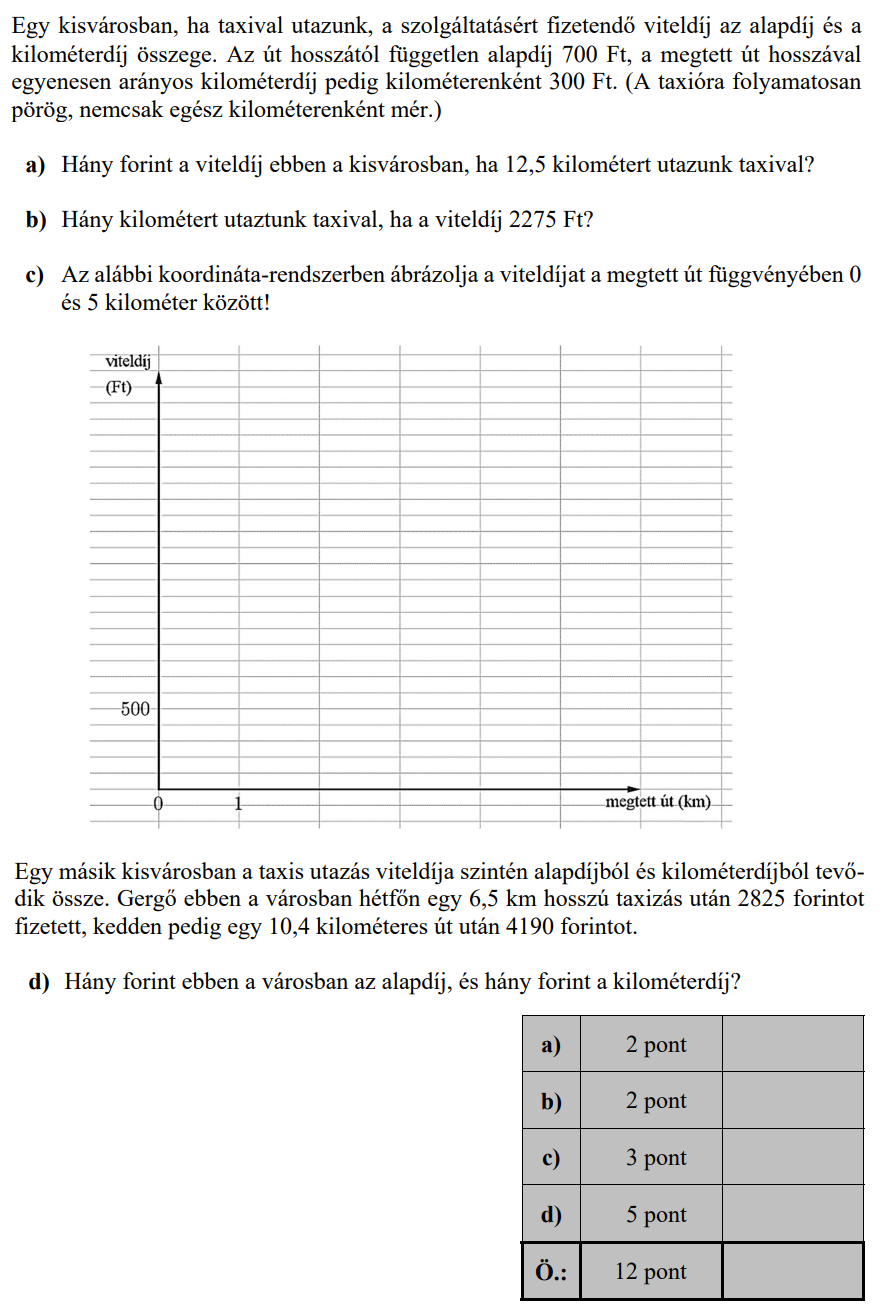 Egy kisvárosban, ha taxival utazunk, a szolgáltatásért fizetendő viteldíj az alapdíj és a
kilométerdíj összege. Az út hosszától független alapdíj 700 Ft, a megtett út hosszával
egyenesen arányos kilométerdíj pedig kilométerenként 300 Ft. (A taxióra folyamatosan
pörög, nemcsak egész kilométerenként mér.)
a) Hány forint a viteldíj ebben a kisvárosban, ha 12,5 kilométert utazunk taxival?
b) Hány kilométert utaztunk taxival, ha a viteldíj 2275 Ft?
c) Az alábbi koordináta-rendszerben ábrázolja a viteldíjat a megtett út függvényében 0
és 5 kilométer között!
viteldíj
(Ft)
500
0 1 megtett út (km)
Egy másik kisvárosban a taxis utazás viteldíja szintén alapdíjból és kilométerdíjból tevő-
dik össze. Gergő ebben a városban hétfőn egy 6,5 km hosszú taxizás után 2825 forintot
fizetett, kedden pedig egy 10,4 kilométeres út után 4190 forintot.
d) Hány forint ebben a városban az alapdíj, és hány forint a kilométerdíj?
a) 2 pont
b) 2 pont
c) 3 pont
d) 5 pont
Ö.: 12 pont